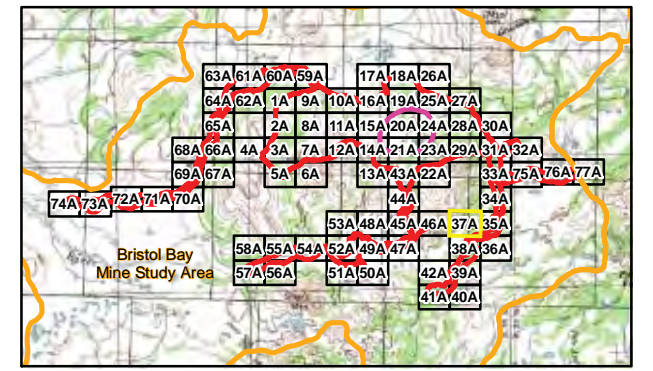 63A 61A 60A 59A 17A 18A 26A
64A 62A 1A 9A 10A 16A 19A 25A 27A
65A 2A 8A 11A 15A 20A 24A 28A 30A
68A 66A 4A 3A 7A 12A 14A 21A 23A 29A 31A 32A
69A 67A 5A 6A 13A 43A 22A 33A 75A 76A 77A
74A 73A 72A 71A 70A 44A 34A
53A 48A 45A 46A 37A 35A
Bristol Bay
58A 55A 54A 52A 49A 47A 38A 36A
Mine Study Area
57A 56A 51A 50A 42A 39A
41A 40A